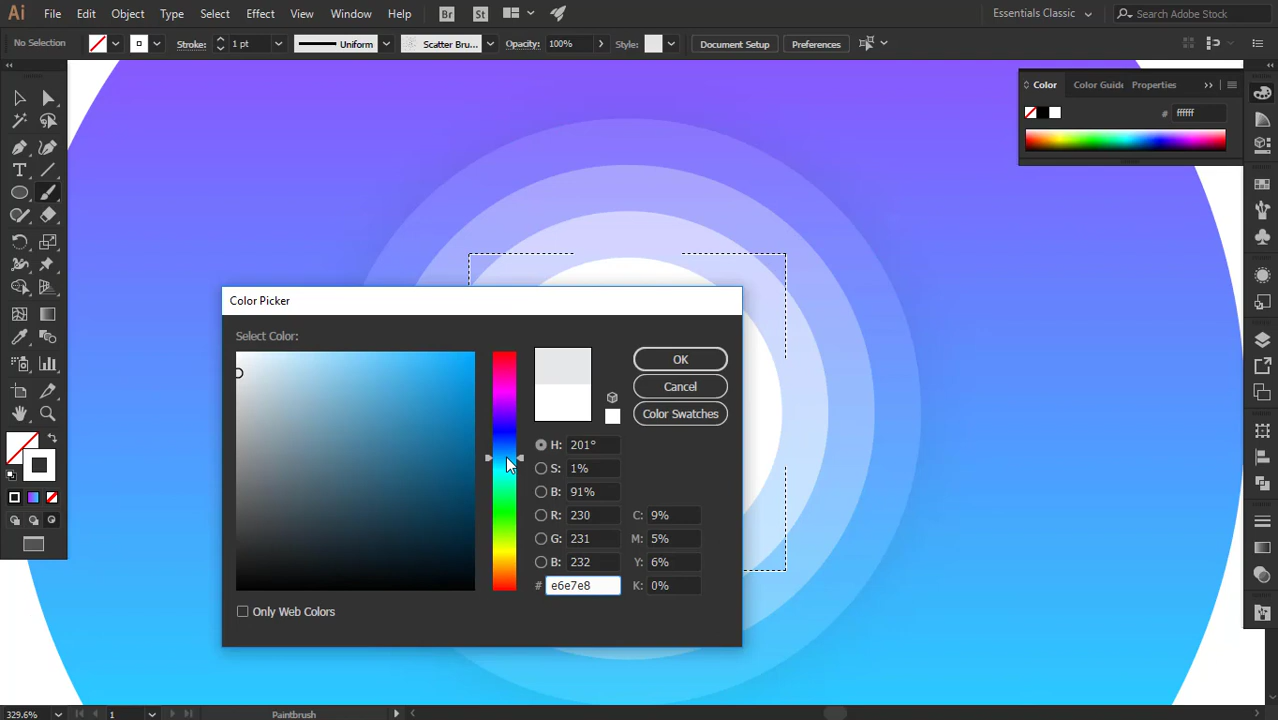 Ai File Edit Object Type Select Effect View Window Help Br St Essentials Classic Search Adobe Stock
No Selection Stroke: 1 pt Uniform Scatter Bru... Opacity: 100% Style: Document Setup Preferences
Color Color Guide Properties
# ffffff
Color Picker
Select Color:
OK
Cancel
Color Swatches
H: 201°
S: 1%
B: 91%
R: 230 C: 9%
G: 231 M: 5%
B: 232 Y: 6%
# e6e7e8 K: 0%
Only Web Colors
329.6% 1 Paintbrush